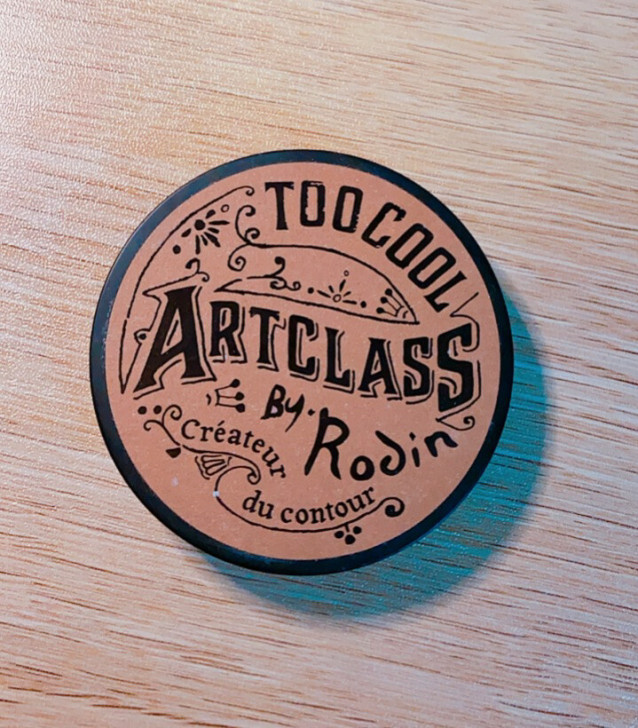 TOO COOL
ARTCLASS
BY.
Rodin
Créateur
du contour